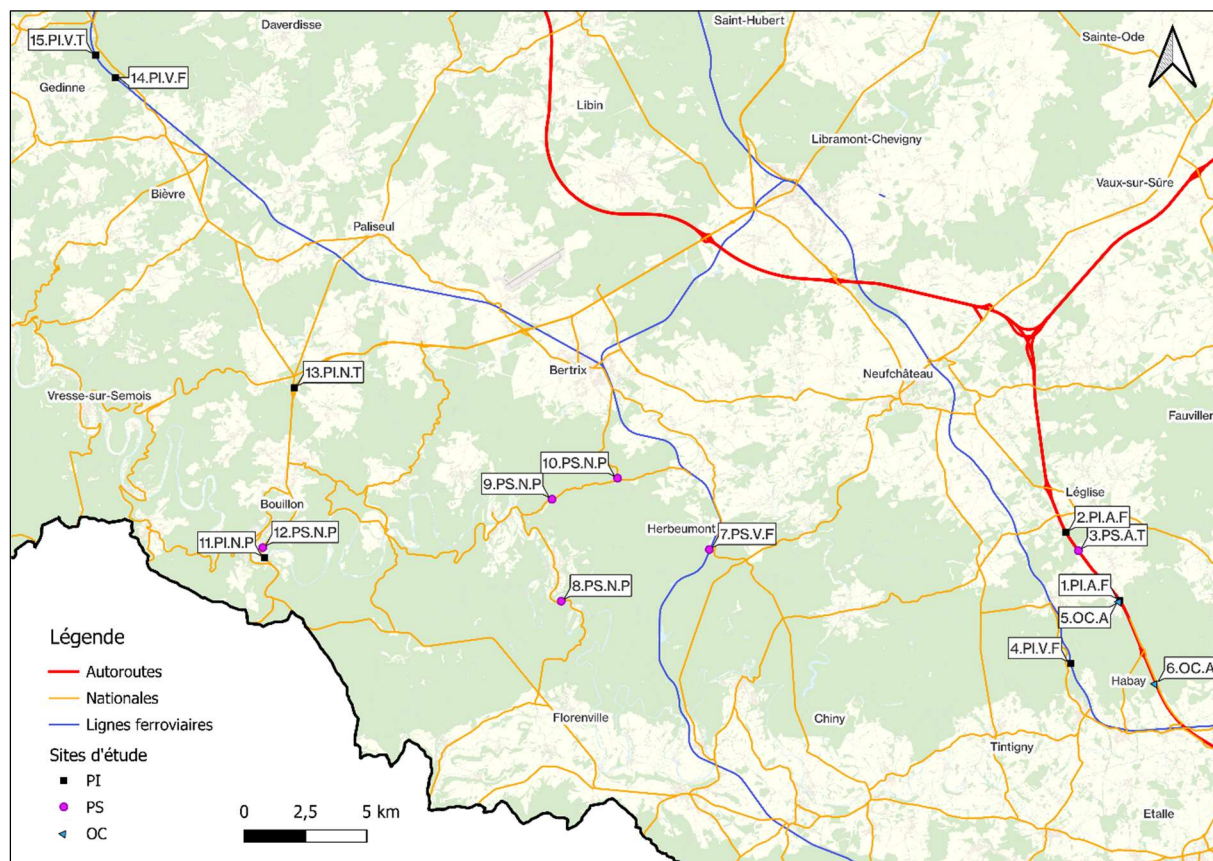 Daverdisse
Saint-Hubert
Sainte-Ode
15.PI.V.T
14.PI.V.F
Gedinne
Libin
Libramont-Chevigny
Bièvre
Vaux-sur-Sûre
Paliseul
13.PI.N.T
Bertrix
Neufchâteau
Vresse-sur-Semois
Fauviller
10.PS.N.P
9.PS.N.P
Léglise
Bouillon
2.PI.A.F
12.PS.N.P
11.PI.N.P
Herbeumont
7.PS.V.F
3.PS.A.T
8.PS.N.P
1.PI.A.F
5.OC.A
4.PI.V.F
Habay
6.OC.A
Florenville
Chiny
Tintigny
Etalle
Légende
Autoroutes
Nationales
Lignes ferroviaires
Sites d'étude
PI
PS
OC
0 2,5 5 km